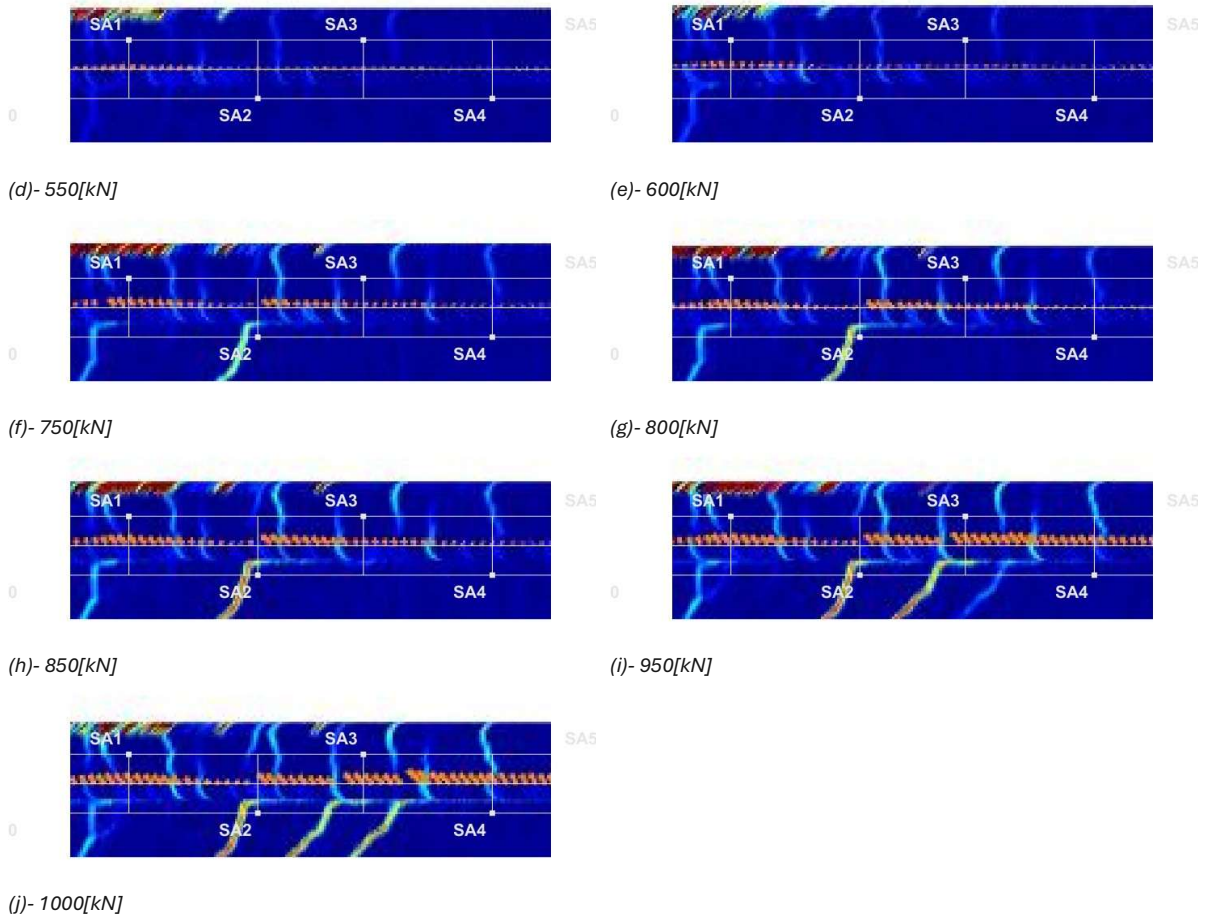 SA1 SA3 SA5
0 SA2 SA4
(d)- 550[kN]
SA1 SA3 SA5
0 SA2 SA4
(e)- 600[kN]
SA1 SA3 SA5
0 SA2 SA4
(f)- 750[kN]
SA1 SA3 SA5
0 SA2 SA4
(g)- 800[kN]
SA1 SA3 SA5
0 SA2 SA4
(h)- 850[kN]
SA1 SA3
0 SA2 SA4
(i)- 950[kN]
SA1 SA3 SA5
0 SA2 SA4
(j)- 1000[kN]